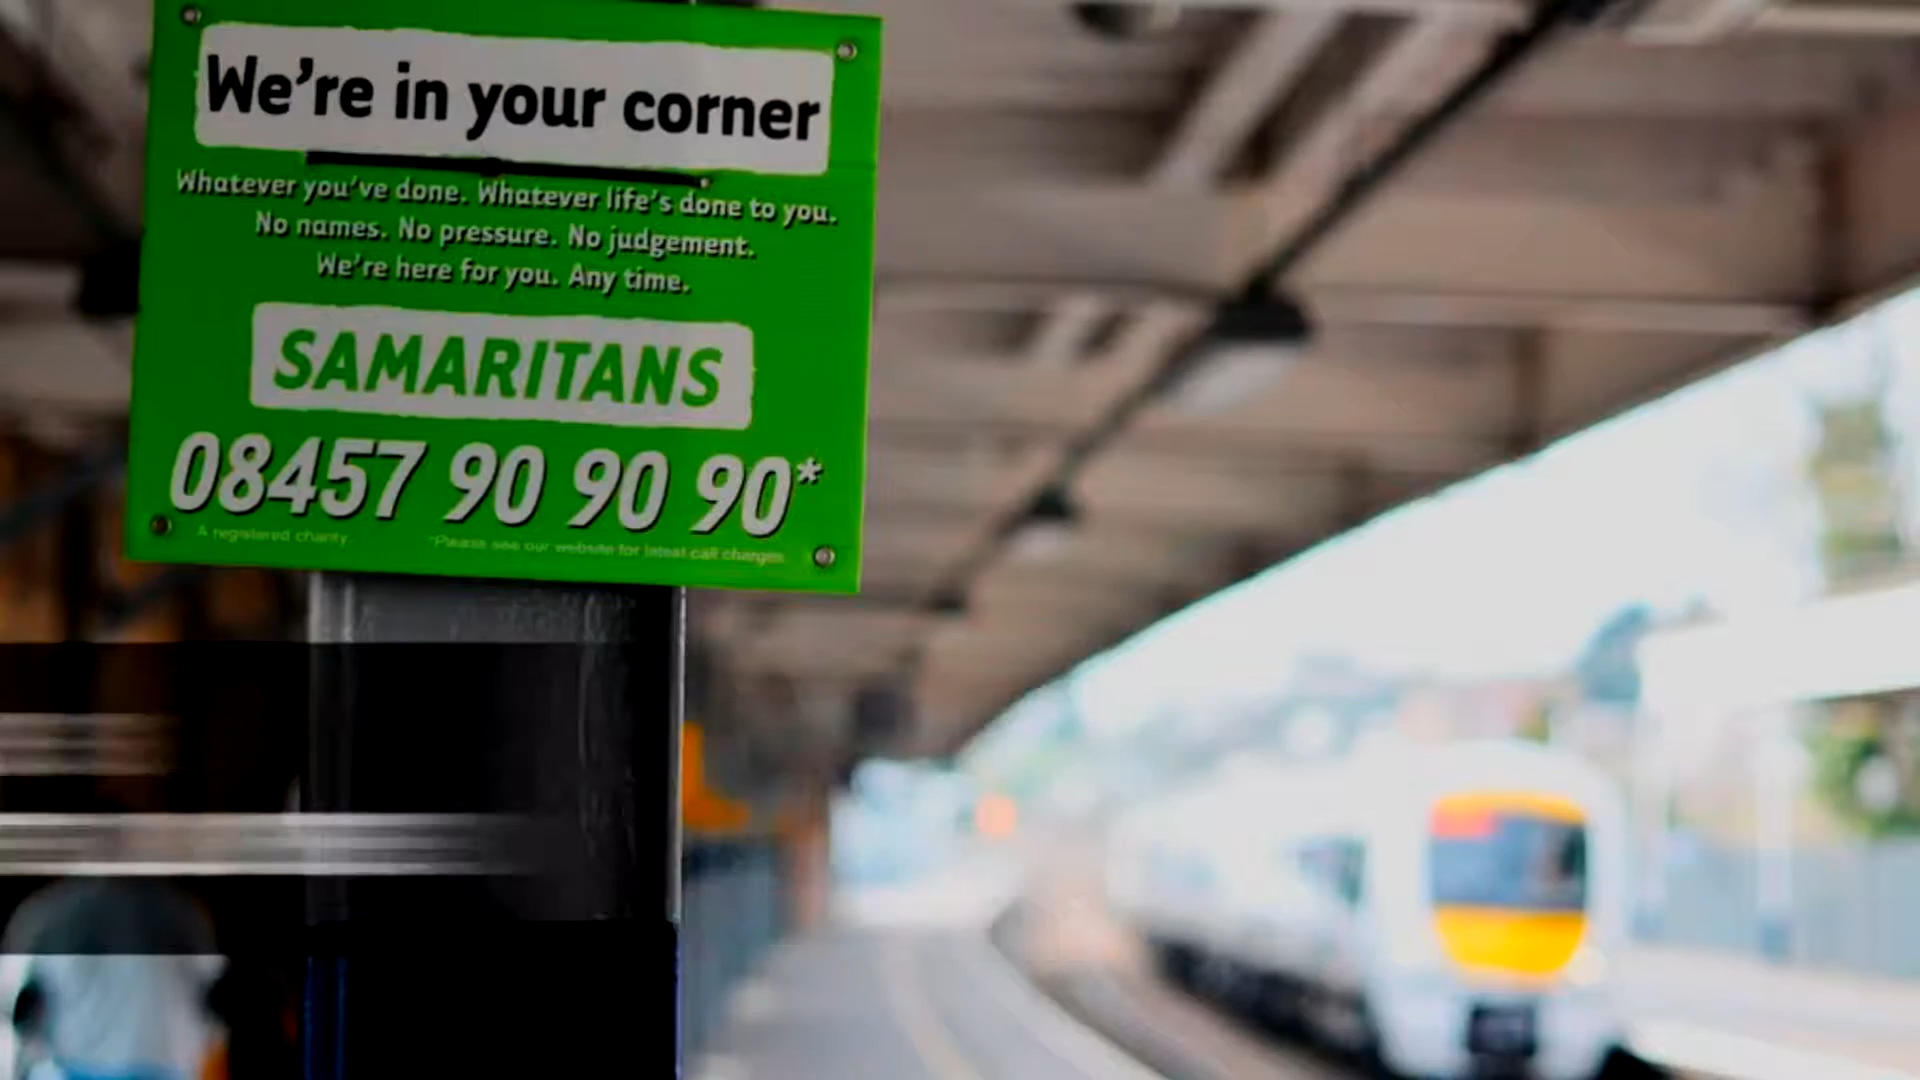 We're in your corner
Whatever you've done. Whatever life's done to you.
No names. No pressure. No judgement.
We're here for you. Any time.
SAMARITANS
08457 90 90 90*
A registered charity. *Please see our website for latest call charges